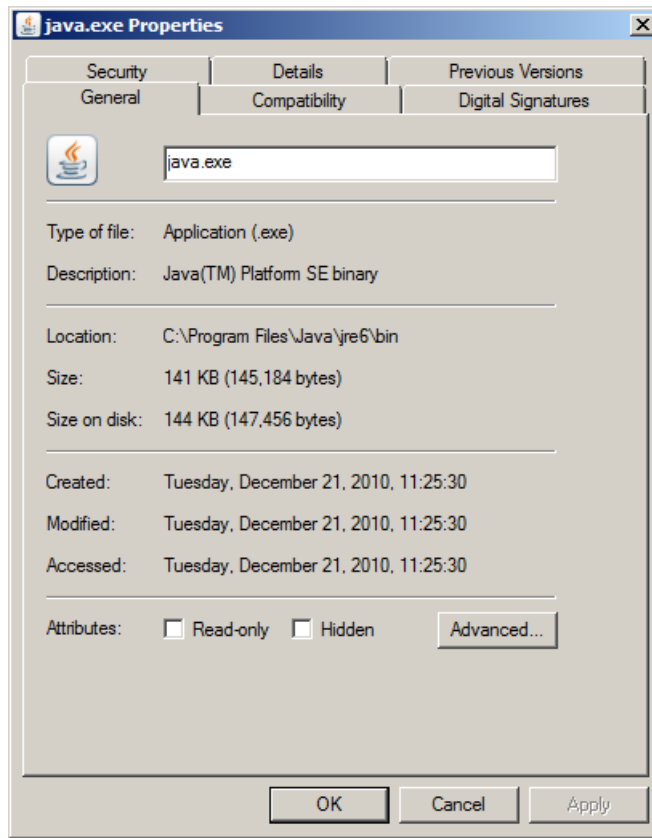 java.exe Properties
Security Details Previous Versions
General Compatibility Digital Signatures
java.exe
Type of file: Application (.exe)
Description: Java(TM) Platform SE binary
Location: C:\Program Files\Java\jre6\bin
Size: 141 KB (145,184 bytes)
Size on disk: 144 KB (147,456 bytes)
Created: Tuesday, December 21, 2010, 11:25:30
Modified: Tuesday, December 21, 2010, 11:25:30
Accessed: Tuesday, December 21, 2010, 11:25:30
Attributes: Read-only Hidden Advanced...
OK Cancel Apply